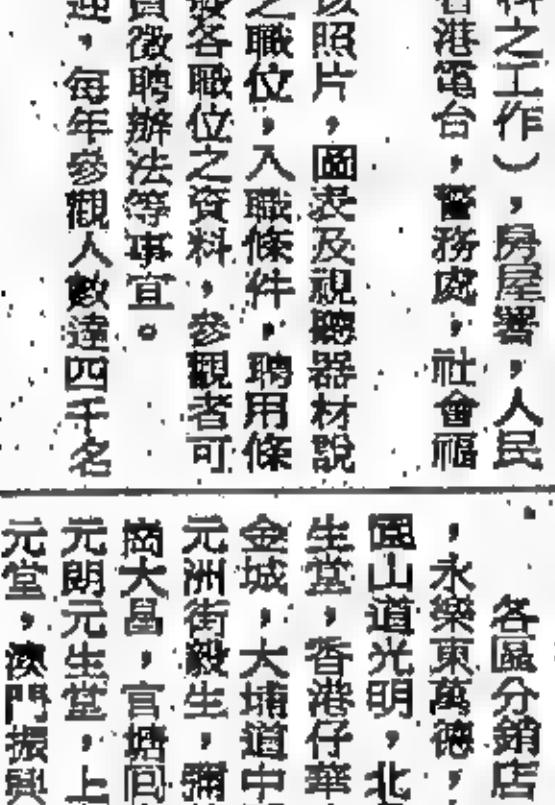 科之工作），房屋署，人民
香港電台，警務處，社會福
該照片，圖表及視聽器材說
之職位，入職條件，聘用條
發各職位之資料，參觀者可
徵聘辦法等事宜。
迎，每年參觀人數達四千名
各區分銷店
，永樂東萬德，
園山道光明，北
生堂，香港仔華
金城，大埔道中
元洲街毅生，彌
崗大昌，官塘回
元朗元生堂，上
元堂，澳門振興